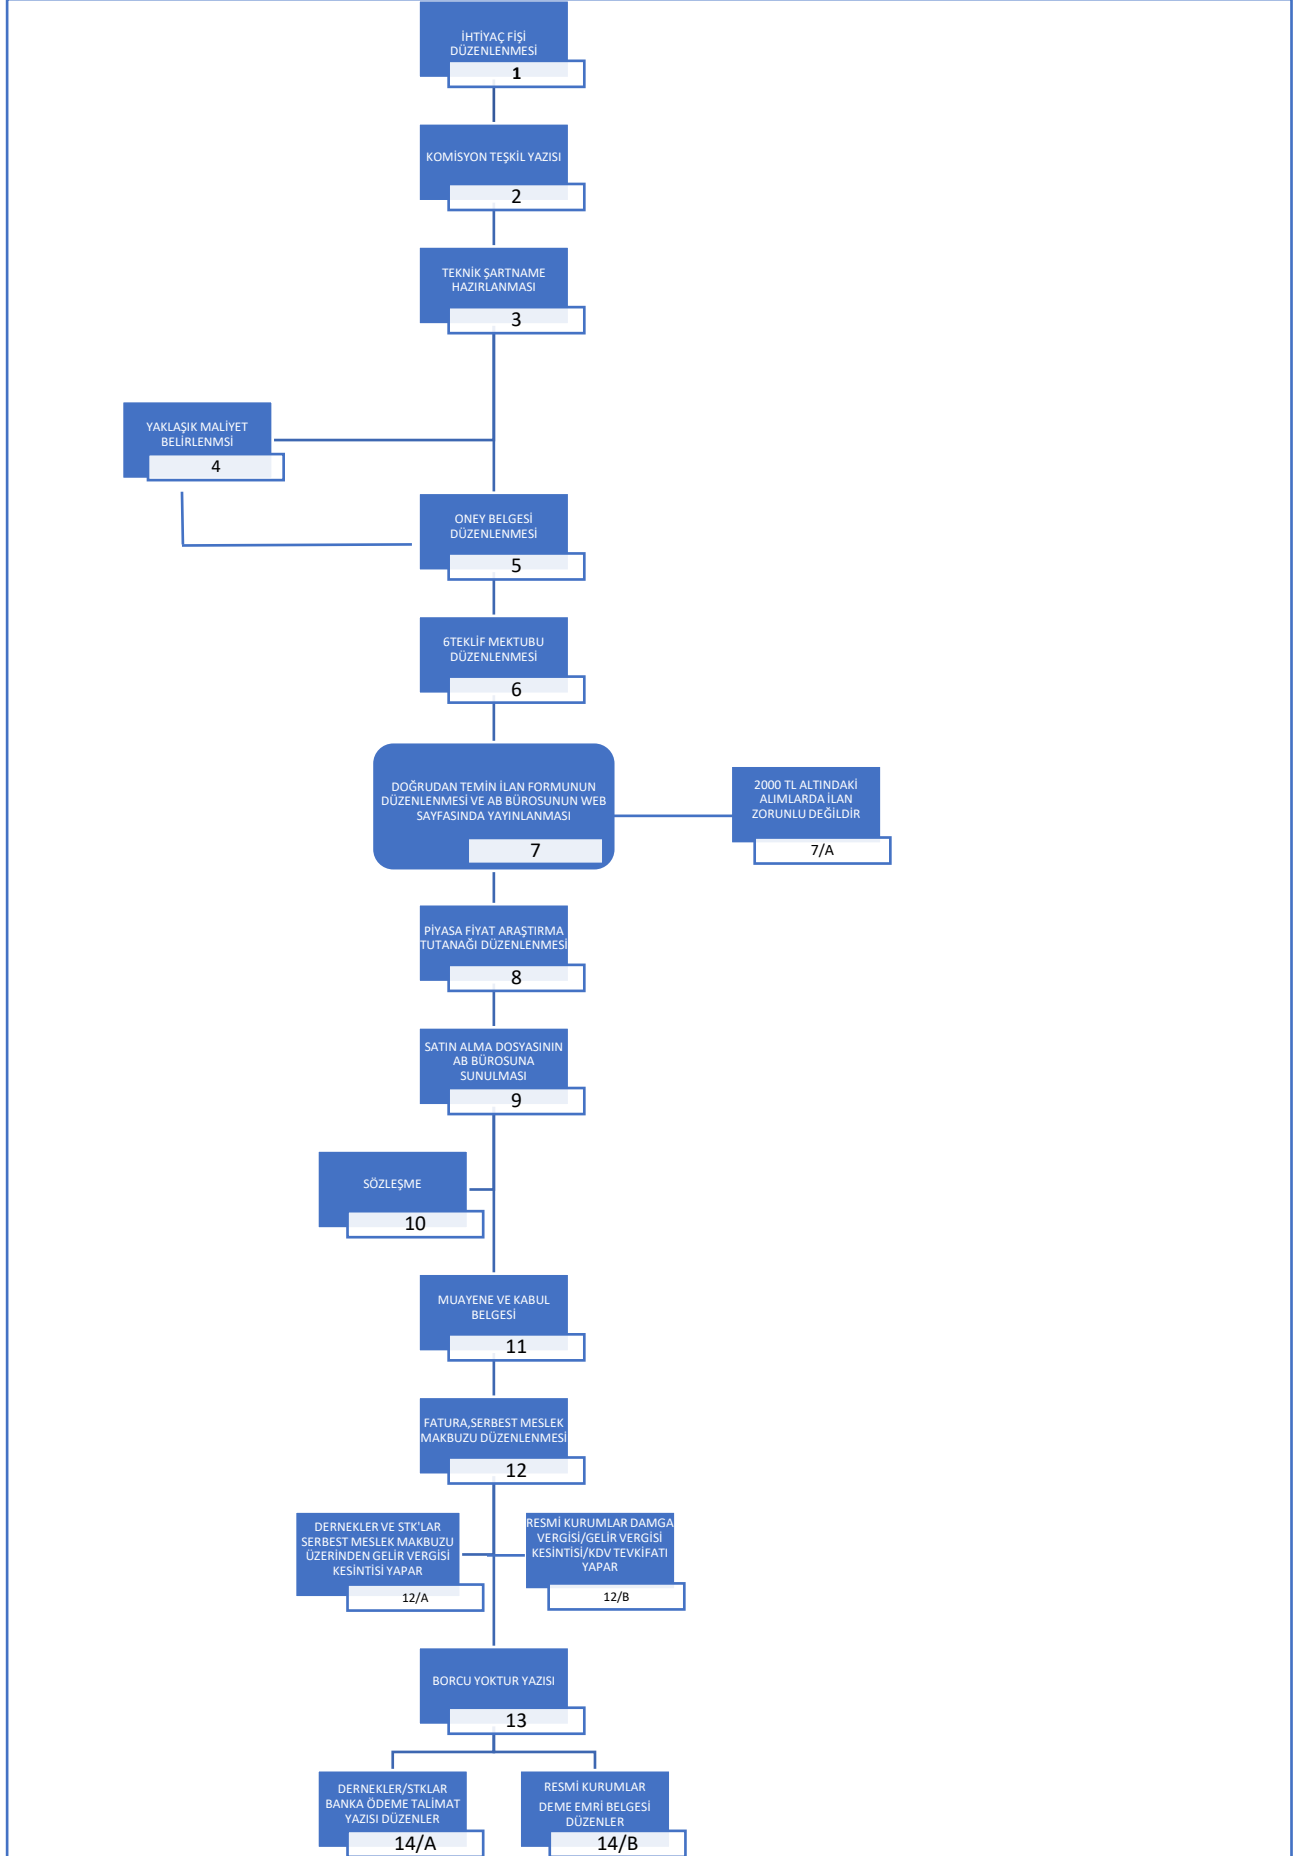 İHTİYAÇ FİŞİ
DÜZENLENMESİ
1
KOMİSYON TEŞKİL YAZISI
2
TEKNİK ŞARTNAME
HAZIRLANMASI
3
YAKLAŞIK MALİYET
BELİRLENMSİ
4
ONEY BELGESİ
DÜZENLENMESİ
5
6TEKLİF MEKTUBU
DÜZENLENMESİ
6
DOĞRUDAN TEMİN İLAN FORMUNUN
DÜZENLENMESİ VE AB BÜROSUNUN WEB
SAYFASINDA YAYINLANMASI
7
2000 TL ALTINDAKİ
ALIMLARDA İLAN
ZORUNLU DEĞİLDİR
7/A
PİYASA FİYAT ARAŞTIRMA
TUTANAĞI DÜZENLENMESİ
8
SATIN ALMA DOSYASININ
AB BÜROSUNA
SUNULMASI
9
SÖZLEŞME
10
MUAYENE VE KABUL
BELGESİ
11
FATURA,SERBEST MESLEK
MAKBUZU DÜZENLENMESİ
12
DERNEKLER VE STK'LAR
SERBEST MESLEK MAKBUZU
ÜZERİNDEN GELİR VERGİSİ
KESİNTİSİ YAPAR
12/A
RESMİ KURUMLAR DAMGA
VERGİSİ/GELİR VERGİSİ
KESİNTİSİ/KDV TEVKİFATI
YAPAR
12/B
BORCU YOKTUR YAZISI
13
DERNEKLER/STKLAR
BANKA ÖDEME TALİMAT
YAZISI DÜZENLER
14/A
RESMİ KURUMLAR
DEME EMRİ BELGESİ
DÜZENLER
14/B